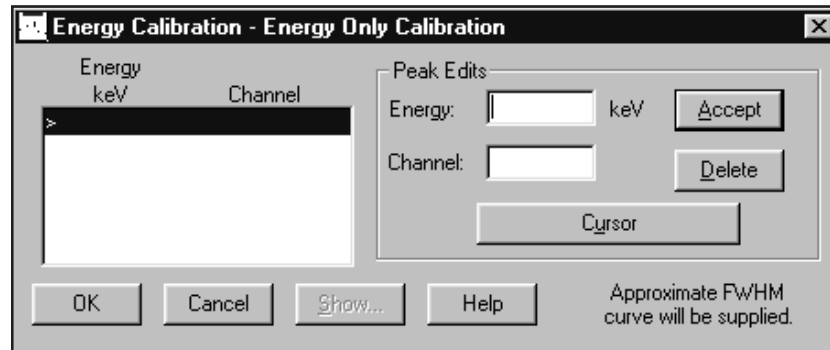 Energy Calibration - Energy Only Calibration
Energy
keV
Channel
>
Peak Edits
Energy:
keV
Accept
Channel:
Delete
Cursor
OK
Cancel
Show...
Help
Approximate FWHM
curve will be supplied.